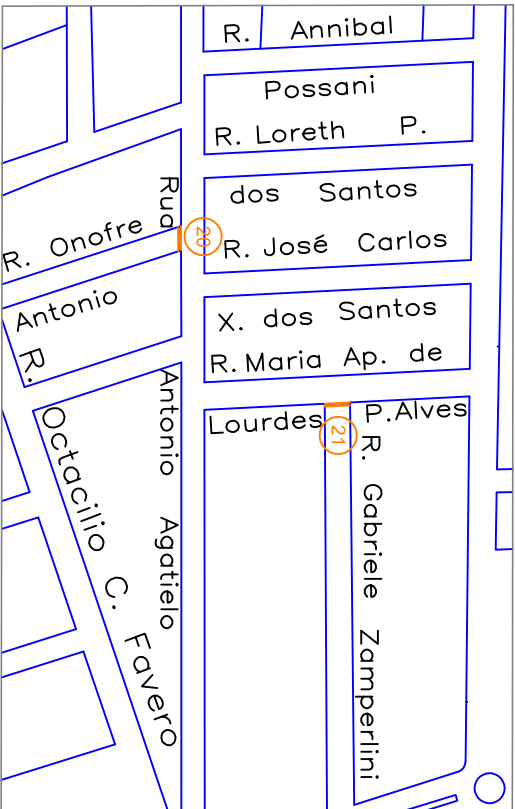 R. Annibal
Possani
R. Loreth P.
dos Santos
R. José Carlos
X. dos Santos
R. Maria Ap. de
Lourdes P. Alves
R. Onofre
Antonio
Rua Antonio Agatielo
R. Octacilio C. Favero
R. Gabriele Zamperlini
20
21